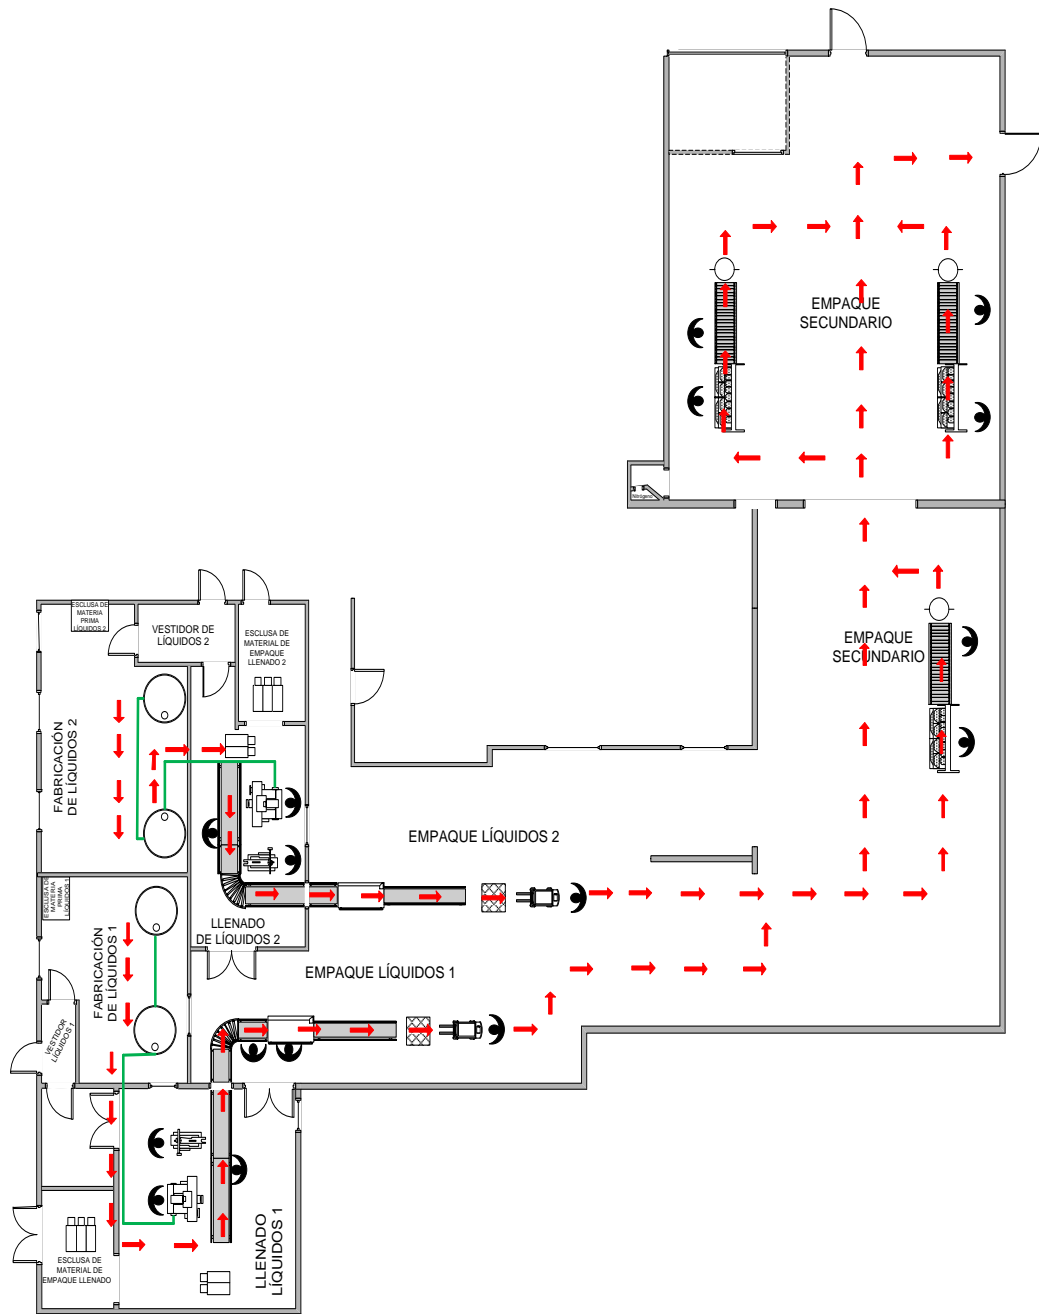 EMPAQUE
SECUNDARIO
Nitrógeno
ESCLUSA DE
MATERIA
PRIMA
LÍQUIDOS 2
VESTIDOR DE
LÍQUIDOS 2
ESCLUSA DE
MATERIAL DE
EMPAQUE
LLENADO 2
EMPAQUE
SECUNDARIO
FABRICACIÓN
DE LÍQUIDOS 2
EMPAQUE LÍQUIDOS 2
ESCLUSA DE
MATERIA
PRIMA
LÍQUIDOS 1
FABRICACIÓN
DE LÍQUIDOS 1
LLENADO
DE LÍQUIDOS 2
EMPAQUE LÍQUIDOS 1
VESTIDOR
LÍQUIDOS 1
LLENADO
LÍQUIDOS 1
ESCLUSA DE
MATERIAL DE
EMPAQUE LLENADO